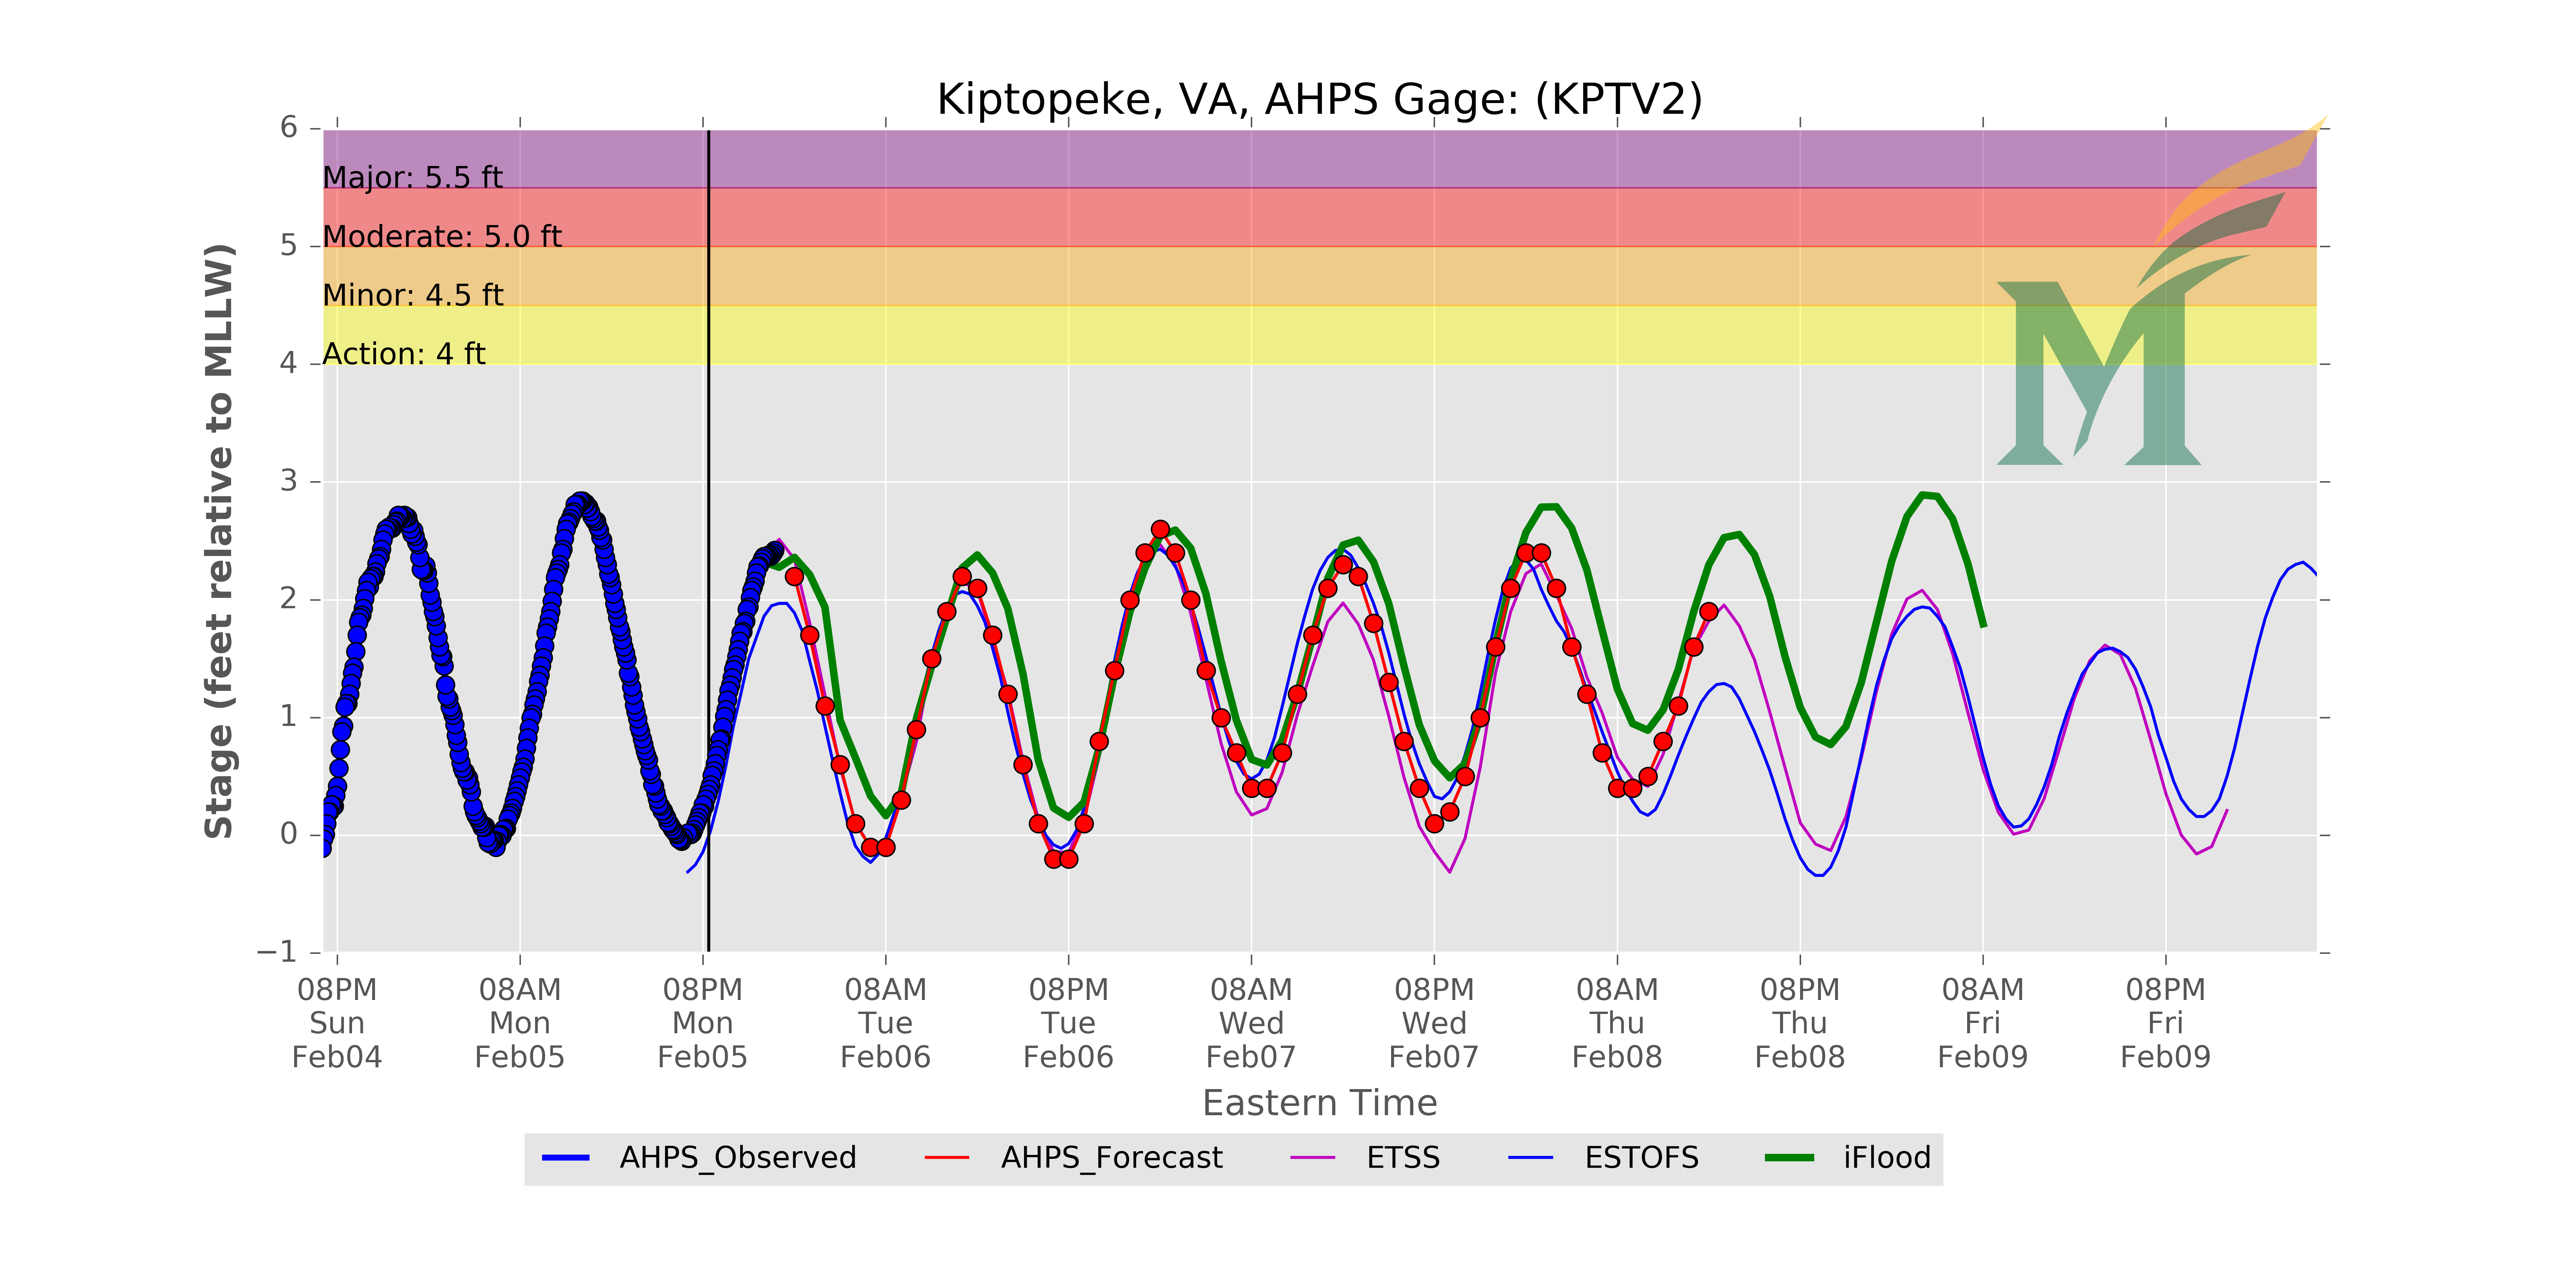 Kiptopeke, VA, AHPS Gage: (KPTV2)
6
Major: 5.5 ft
Moderate: 5.0 ft
5
Minor: 4.5 ft
Action: 4 ft
4
3
2
1
0
−1
Stage (feet relative to MLLW)
08PM 08AM 08PM 08AM 08PM 08AM 08PM 08AM 08PM 08AM 08PM
Sun Mon Mon Tue Tue Wed Wed Thu Thu Fri Fri
Feb04 Feb05 Feb05 Feb06 Feb06 Feb07 Feb07 Feb08 Feb08 Feb09 Feb09
Eastern Time
AHPS_Observed AHPS_Forecast ETSS ESTOFS iFlood
M